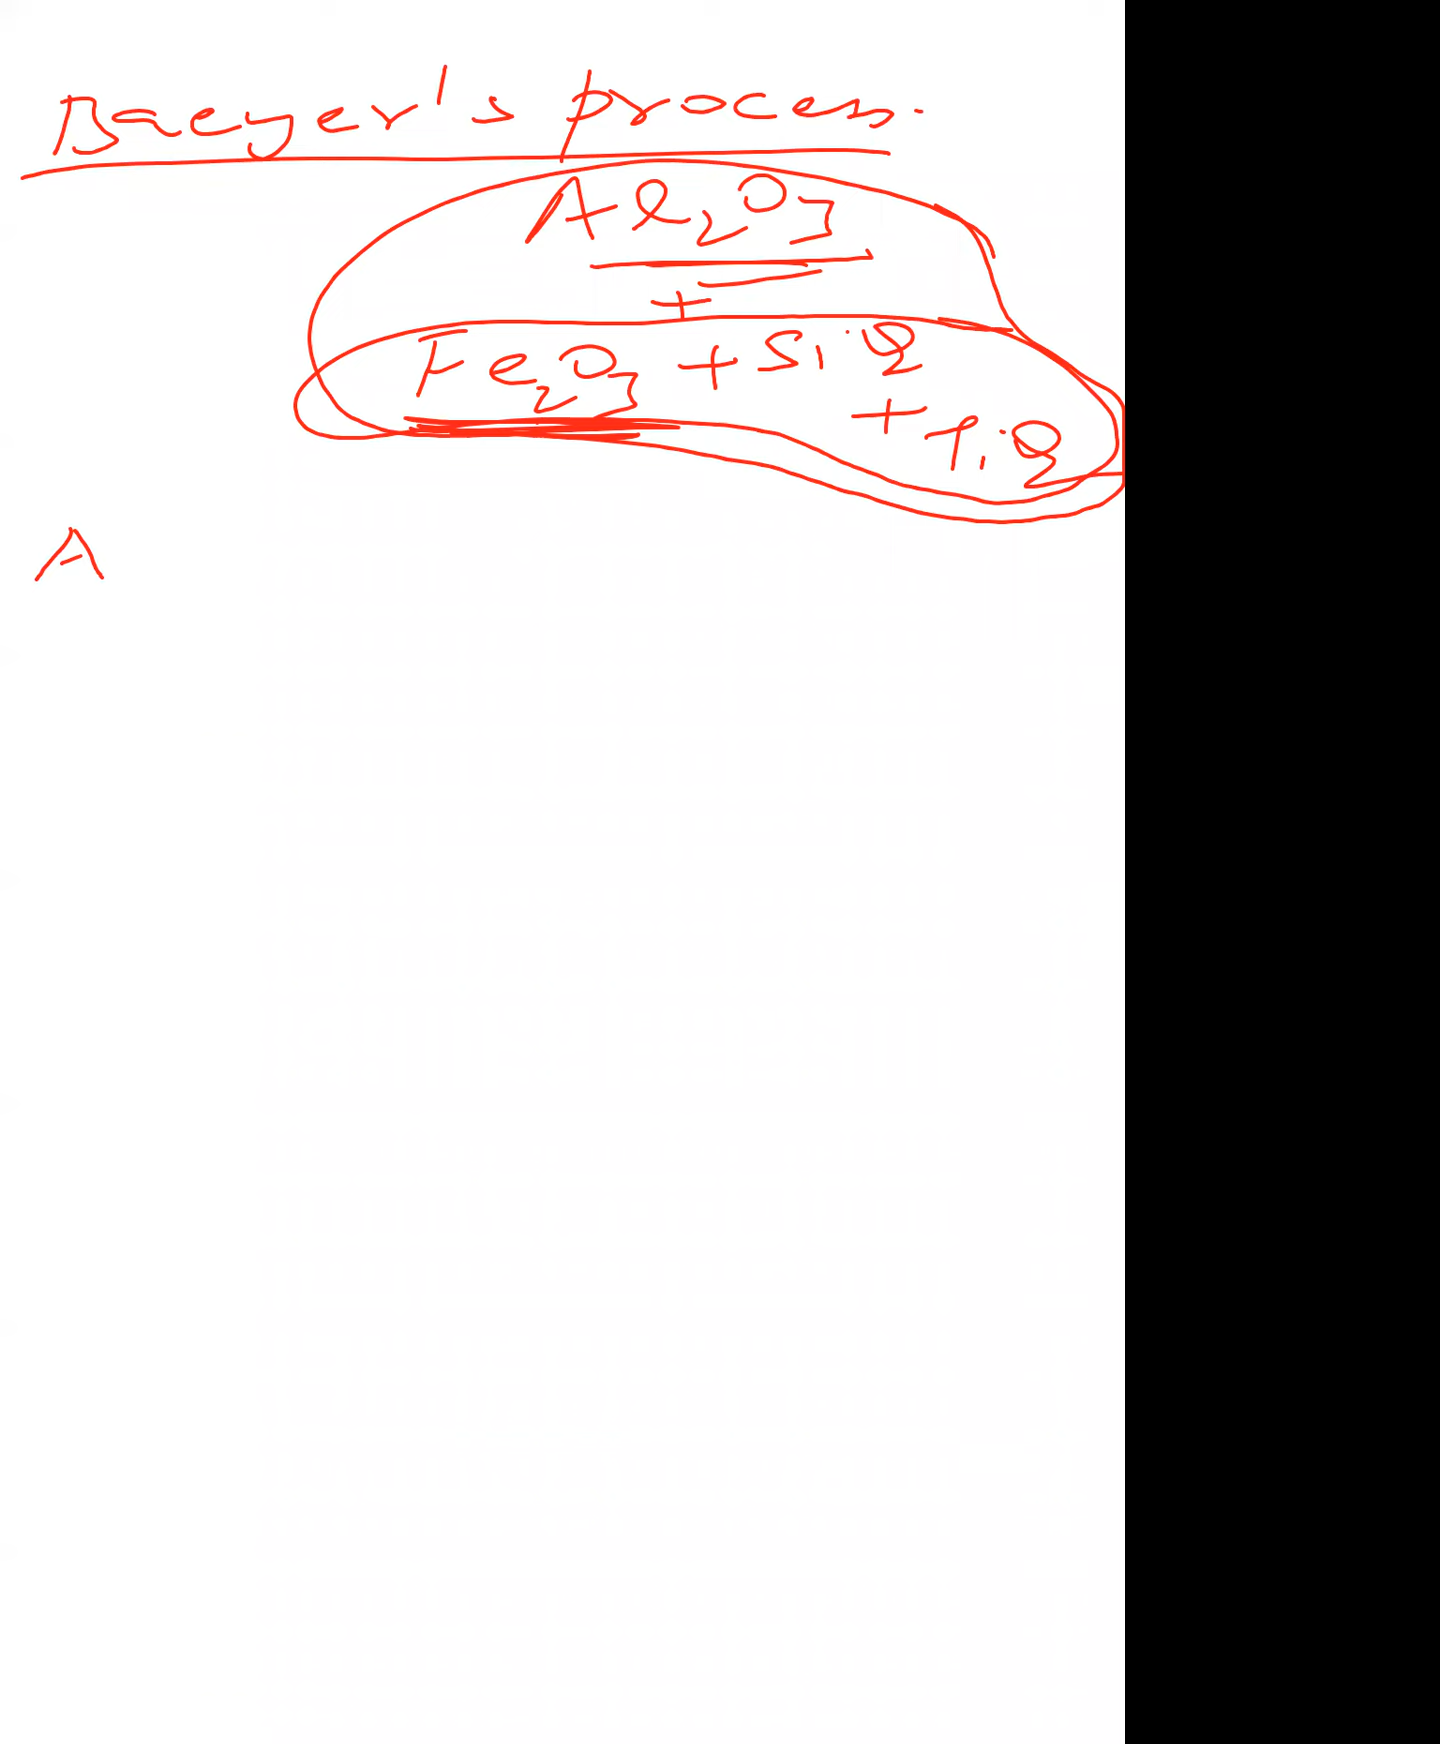 Baeyer's process.
Al₂O₃
+
Fe₂O₃ + SiO₂
+ TiO₂
A